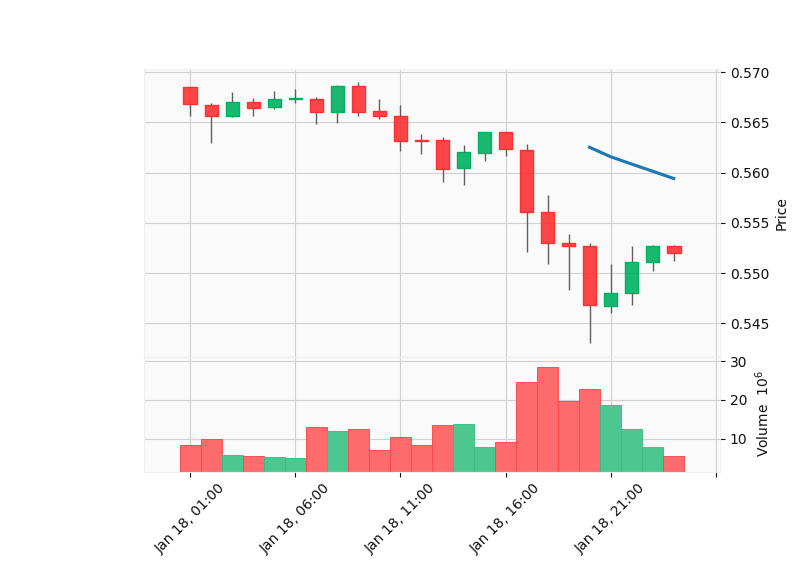 0.570
0.565
0.560
0.555
0.550
0.545
Price
30
20
10
Volume 10^6
Jan 18, 01:00
Jan 18, 06:00
Jan 18, 11:00
Jan 18, 16:00
Jan 18, 21:00